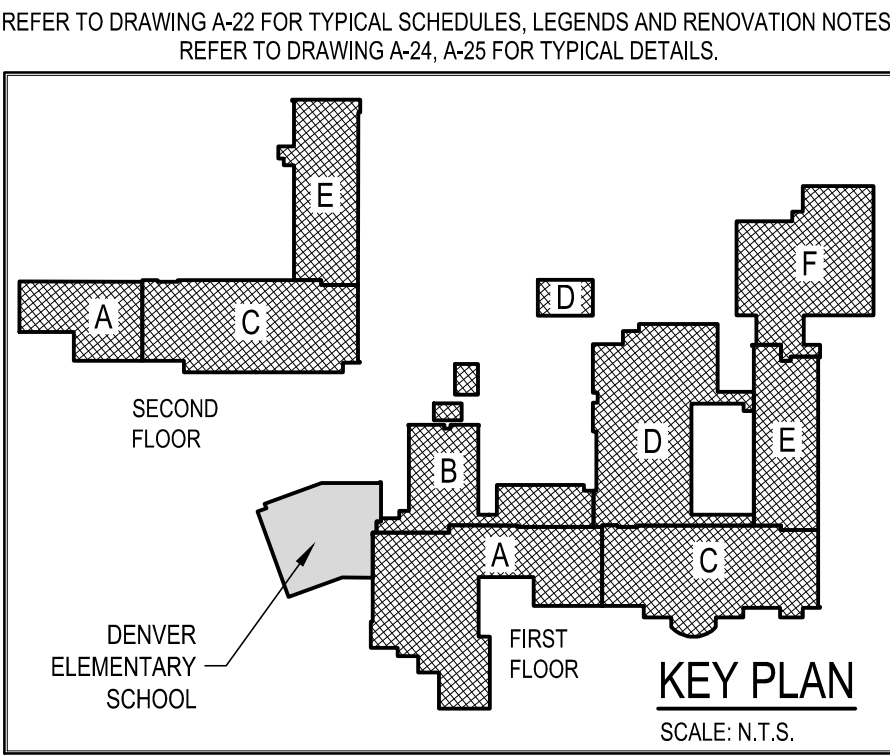 REFER TO DRAWING A-22 FOR TYPICAL SCHEDULES, LEGENDS AND RENOVATION NOTES
REFER TO DRAWING A-24, A-25 FOR TYPICAL DETAILS.
E
A
C
SECOND
FLOOR
F
D
B
D
E
A
C
DENVER
ELEMENTARY
SCHOOL
FIRST
FLOOR
KEY PLAN
SCALE: N.T.S.